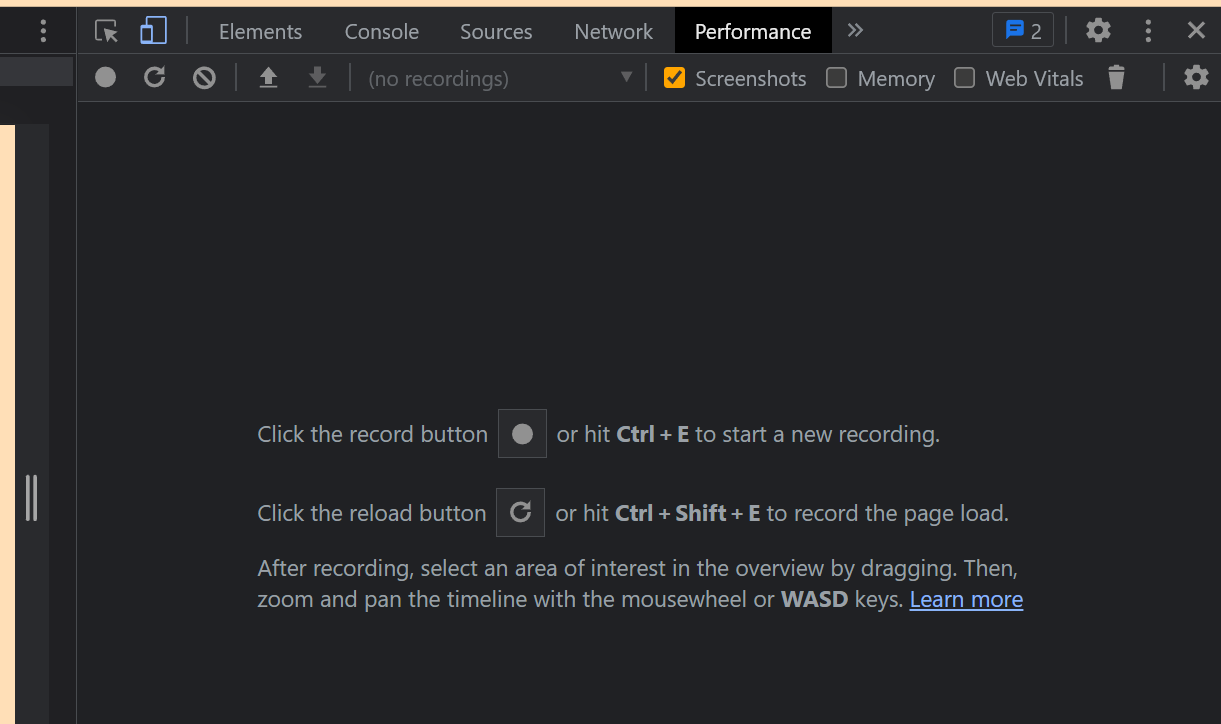 Elements Console Sources Network Performance 2
(no recordings) Screenshots Memory Web Vitals
Click the record button or hit Ctrl + E to start a new recording.
Click the reload button or hit Ctrl + Shift + E to record the page load.
After recording, select an area of interest in the overview by dragging. Then,
zoom and pan the timeline with the mousewheel or WASD keys. Learn more